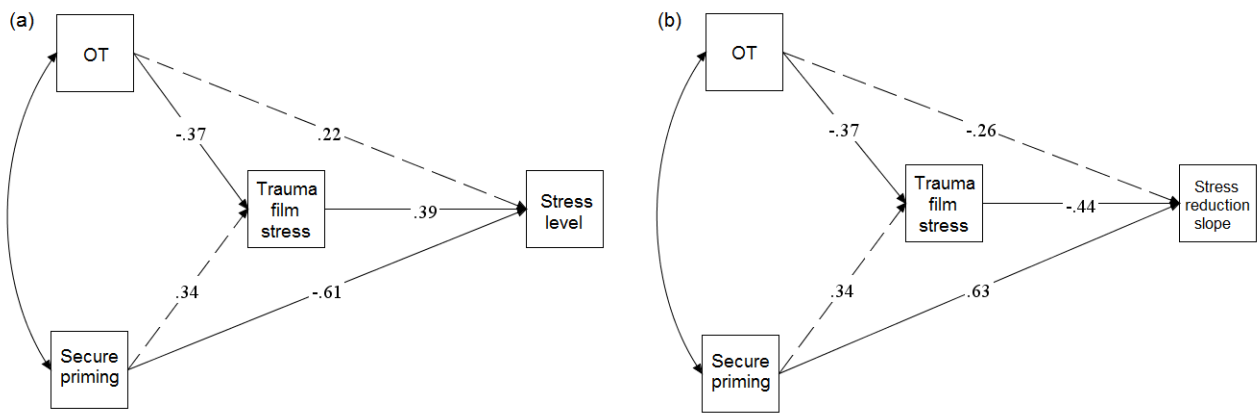 (a)
OT
-.37
.22
Trauma
film
stress
.39
Stress
level
.34
-.61
Secure
priming
(b)
OT
-.37
-.26
Trauma
film
stress
-.44
Stress
reduction
slope
.34
.63
Secure
priming